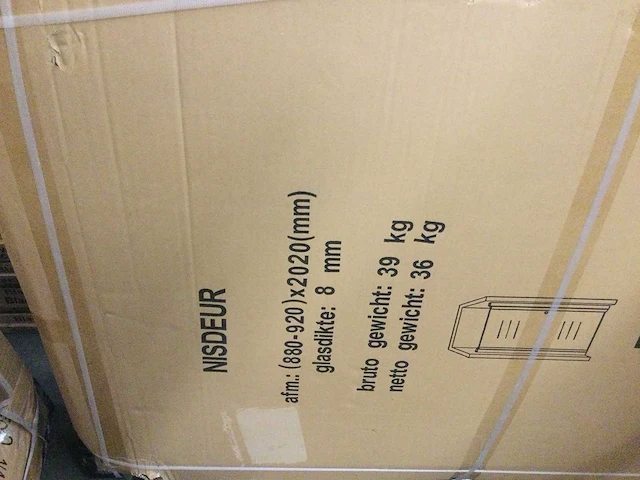 NISDEUR
afm.: (880-920)x2020(mm)
glasdikte: 8 mm
bruto gewicht: 39 kg
netto gewicht: 36 kg